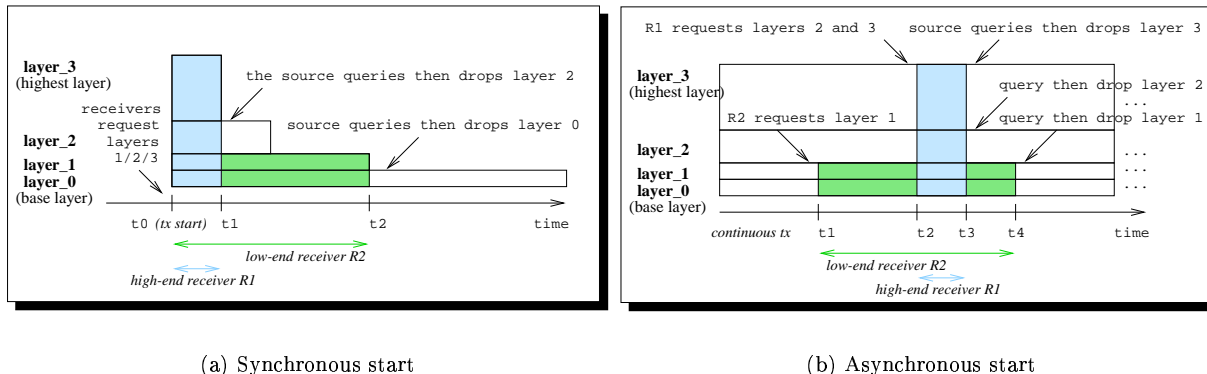 layer_3
(highest layer)
the source queries then drops layer 2
receivers
request
layers
1/2/3
source queries then drops layer 0
layer_2
layer_1
layer_0
(base layer)
t0 (tx start)
t1
t2
time
low-end receiver R2
high-end receiver R1
(a) Synchronous start
R1 requests layers 2 and 3
source queries then drops layer 3
layer_3
(highest layer)
query then drop layer 2
...
R2 requests layer 1
query then drop layer 1
layer_2
...
layer_1
...
layer_0
...
(base layer)
continuous tx
t1
t2
t3
t4
time
low-end receiver R2
high-end receiver R1
(b) Asynchronous start